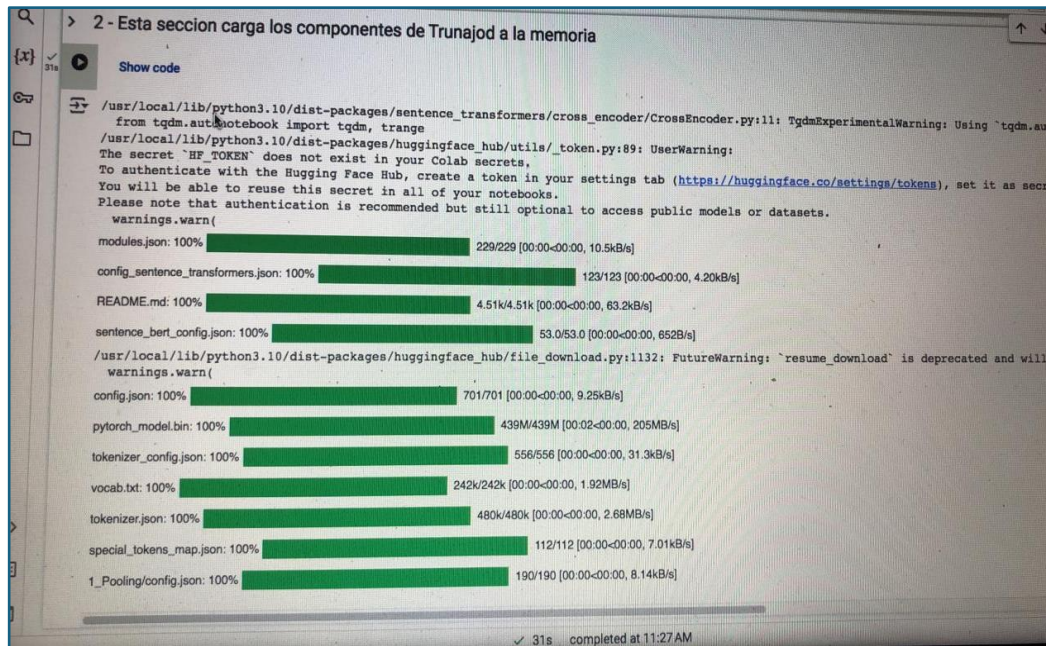 2 - Esta seccion carga los componentes de Trunajod a la memoria
{x}
31s
Show code
/usr/local/lib/python3.10/dist-packages/sentence_transformers/cross_encoder/CrossEncoder.py:11: TqdmExperimentalWarning: Using `tqdm.au
from tqdm.autonotebook import tqdm, trange
/usr/local/lib/python3.10/dist-packages/huggingface_hub/utils/_token.py:89: UserWarning:
The secret `HF_TOKEN` does not exist in your Colab secrets.
To authenticate with the Hugging Face Hub, create a token in your settings tab (https://huggingface.co/settings/tokens), set it as secr
You will be able to reuse this secret in all of your notebooks.
Please note that authentication is recommended but still optional to access public models or datasets.
warnings.warn(
modules.json: 100% 229/229 [00:00<00:00, 10.5kB/s]
config_sentence_transformers.json: 100% 123/123 [00:00<00:00, 4.20kB/s]
README.md: 100% 4.51k/4.51k [00:00<00:00, 63.2kB/s]
sentence_bert_config.json: 100% 53.0/53.0 [00:00<00:00, 652B/s]
/usr/local/lib/python3.10/dist-packages/huggingface_hub/file_download.py:1132: FutureWarning: `resume_download` is deprecated and will
warnings.warn(
config.json: 100% 701/701 [00:00<00:00, 9.25kB/s]
pytorch_model.bin: 100% 439M/439M [00:02<00:00, 205MB/s]
tokenizer_config.json: 100% 556/556 [00:00<00:00, 31.3kB/s]
vocab.txt: 100% 242k/242k [00:00<00:00, 1.92MB/s]
tokenizer.json: 100% 480k/480k [00:00<00:00, 2.68MB/s]
special_tokens_map.json: 100% 112/112 [00:00<00:00, 7.01kB/s]
1_Pooling/config.json: 100% 190/190 [00:00<00:00, 8.14kB/s]
31s completed at 11:27 AM